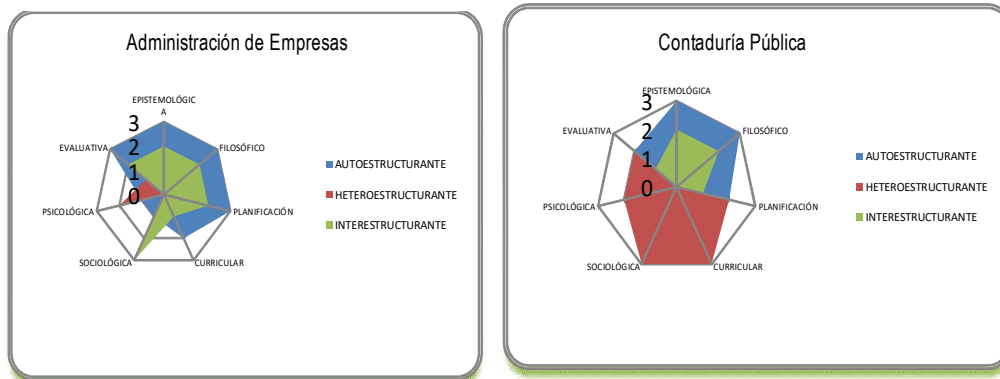 Administración de Empresas
EPISTEMOLÓGIC
A
3
2
1
0
FILOSÓFICO
PLANIFICACIÓN
CURRICULAR
SOCIOLÓGICA
PSICOLÓGICA
EVALUATIVA
AUTOESTRUCTURANTE
HETEROESTRUCTURANTE
INTERESTRUCTURANTE
Contaduría Pública
EPISTEMOLÓGICA
3
2
1
0
FILOSÓFICO
PLANIFICACIÓN
CURRICULAR
SOCIOLÓGICA
PSICOLÓGICA
EVALUATIVA
AUTOESTRUCTURANTE
HETEROESTRUCTURANTE
INTERESTRUCTURANTE